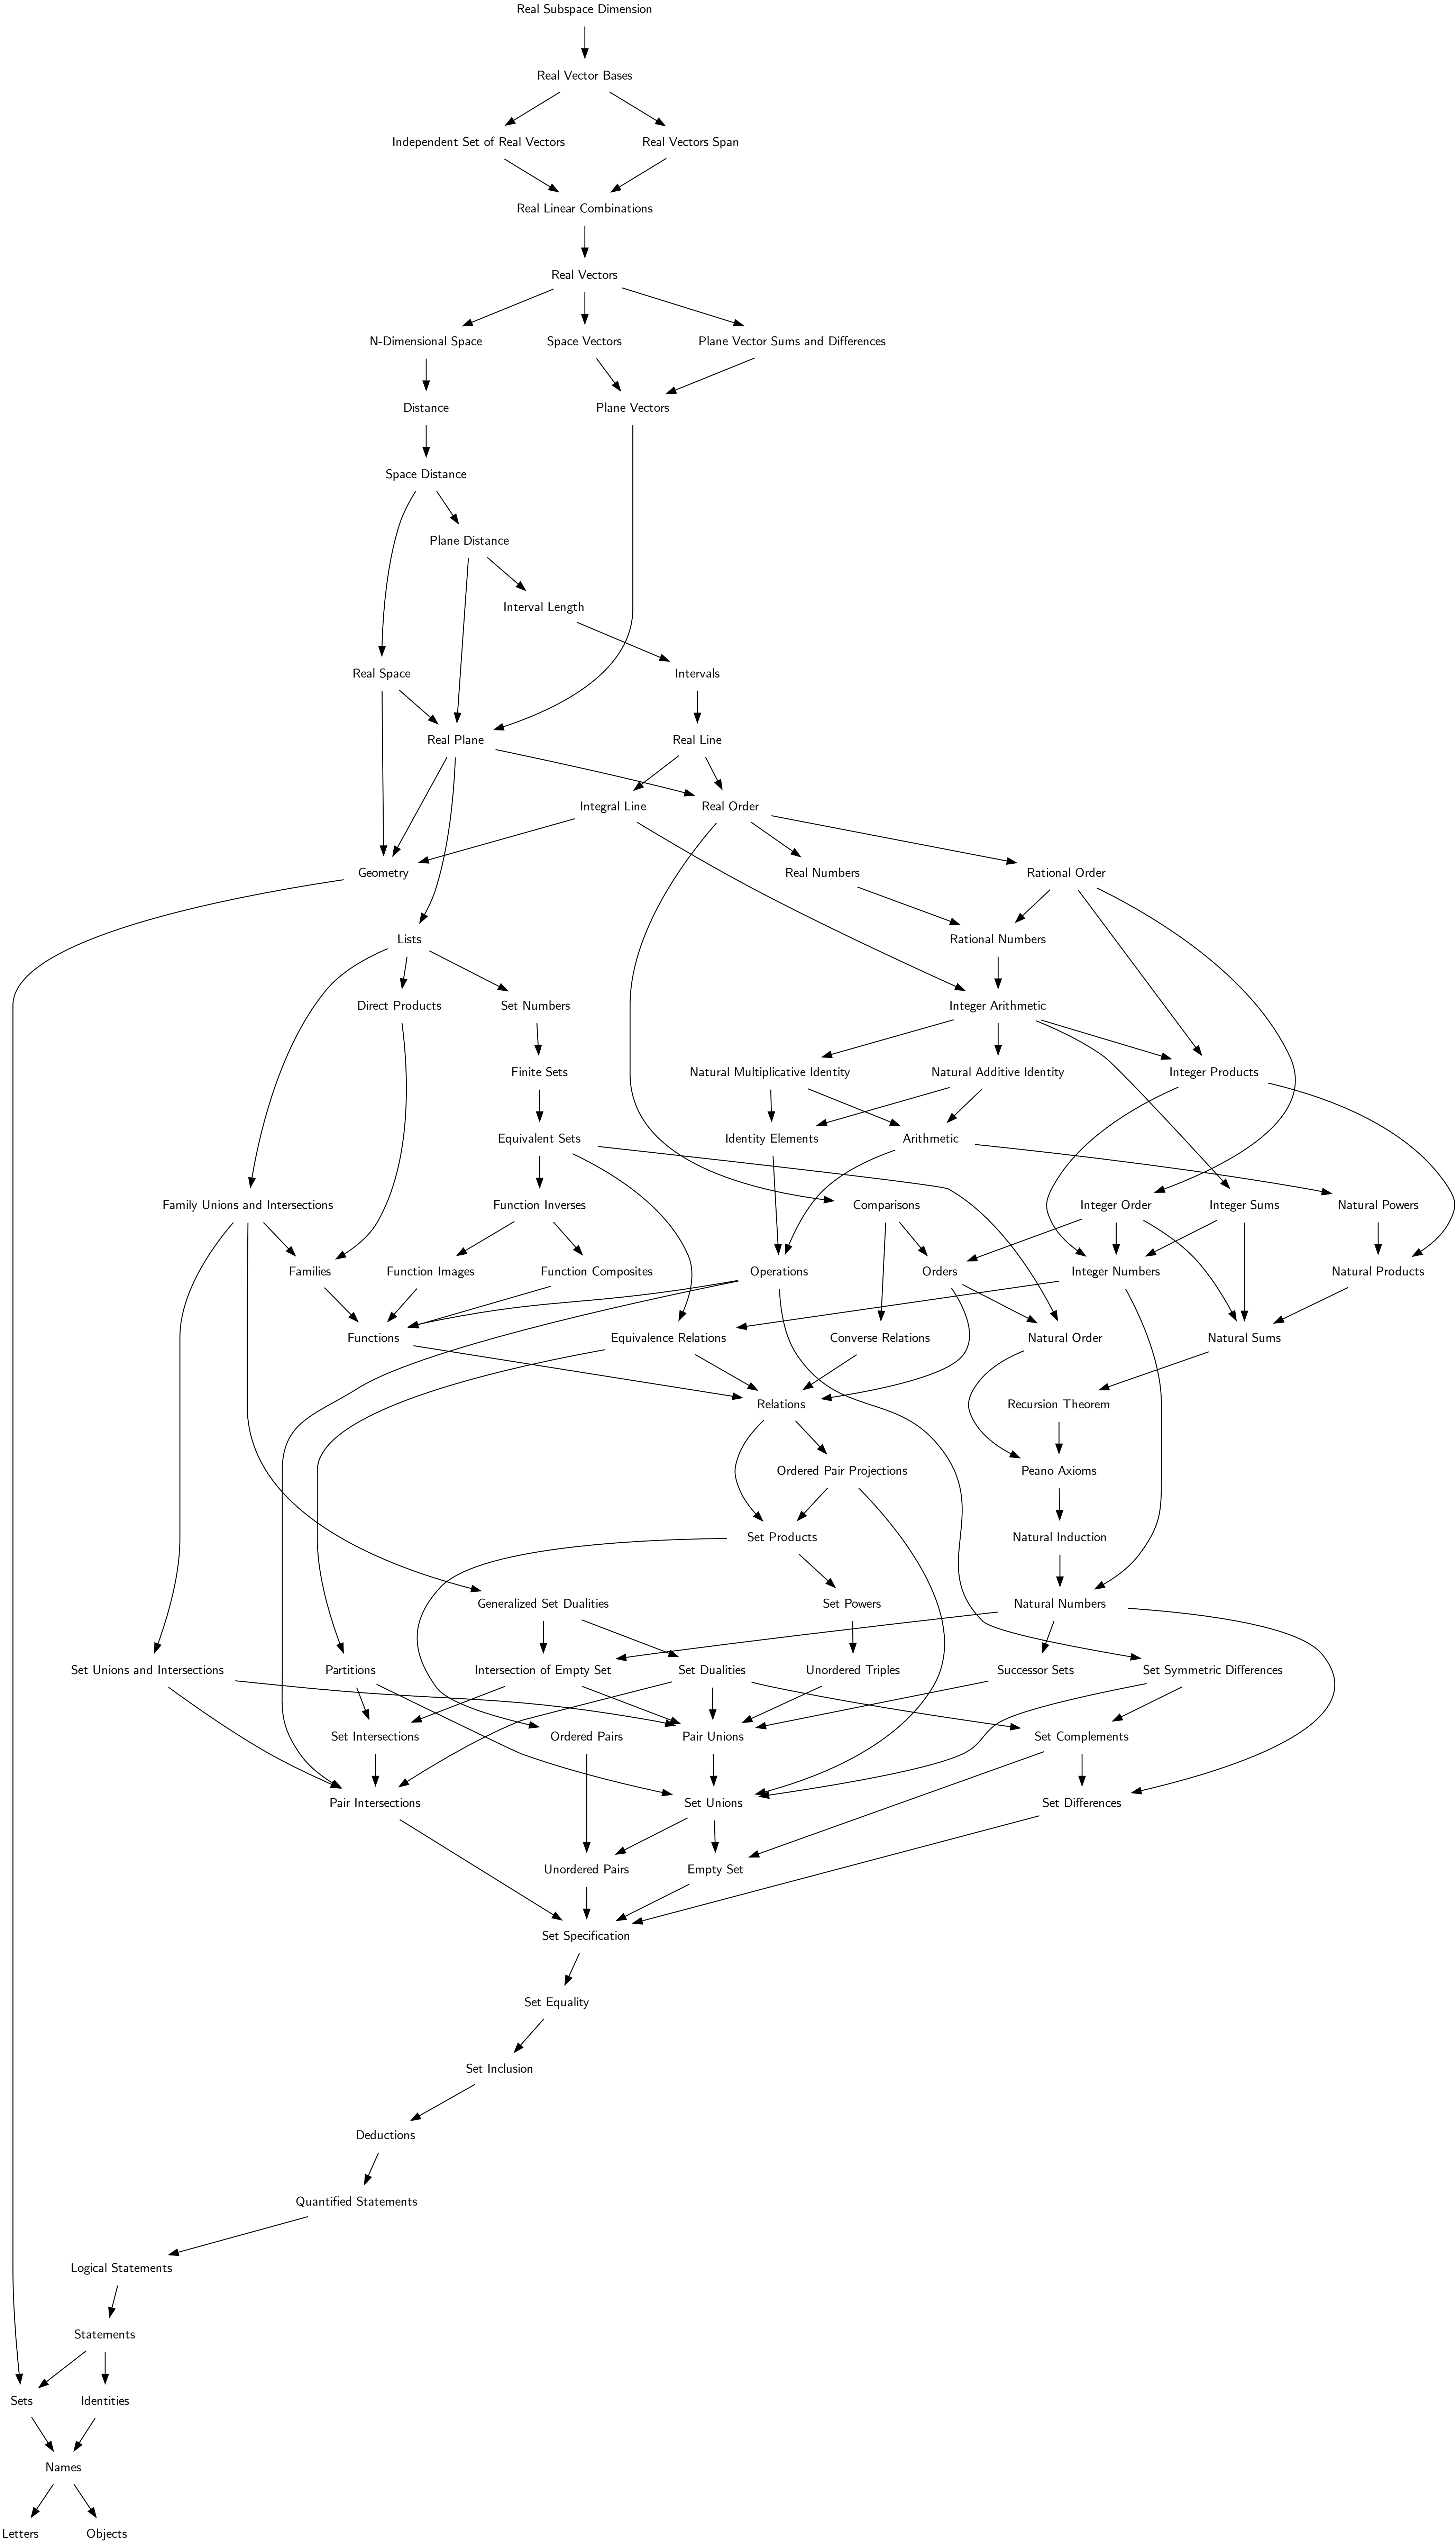 Real Subspace Dimension
Real Vector Bases
Independent Set of Real Vectors
Real Vectors Span
Real Linear Combinations
Real Vectors
N-Dimensional Space
Space Vectors
Plane Vector Sums and Differences
Distance
Plane Vectors
Space Distance
Plane Distance
Interval Length
Real Space
Intervals
Real Plane
Real Line
Integral Line
Real Order
Geometry
Real Numbers
Rational Order
Lists
Rational Numbers
Direct Products
Set Numbers
Integer Arithmetic
Finite Sets
Natural Multiplicative Identity
Natural Additive Identity
Integer Products
Equivalent Sets
Identity Elements
Arithmetic
Family Unions and Intersections
Function Inverses
Comparisons
Integer Order
Integer Sums
Natural Powers
Families
Function Images
Function Composites
Operations
Orders
Integer Numbers
Natural Products
Functions
Equivalence Relations
Converse Relations
Natural Order
Natural Sums
Relations
Recursion Theorem
Ordered Pair Projections
Peano Axioms
Set Products
Natural Induction
Generalized Set Dualities
Set Powers
Natural Numbers
Set Unions and Intersections
Partitions
Intersection of Empty Set
Set Dualities
Unordered Triples
Successor Sets
Set Symmetric Differences
Set Intersections
Ordered Pairs
Pair Unions
Set Complements
Pair Intersections
Set Unions
Set Differences
Unordered Pairs
Empty Set
Set Specification
Set Equality
Set Inclusion
Deductions
Quantified Statements
Logical Statements
Statements
Sets
Identities
Names
Letters
Objects